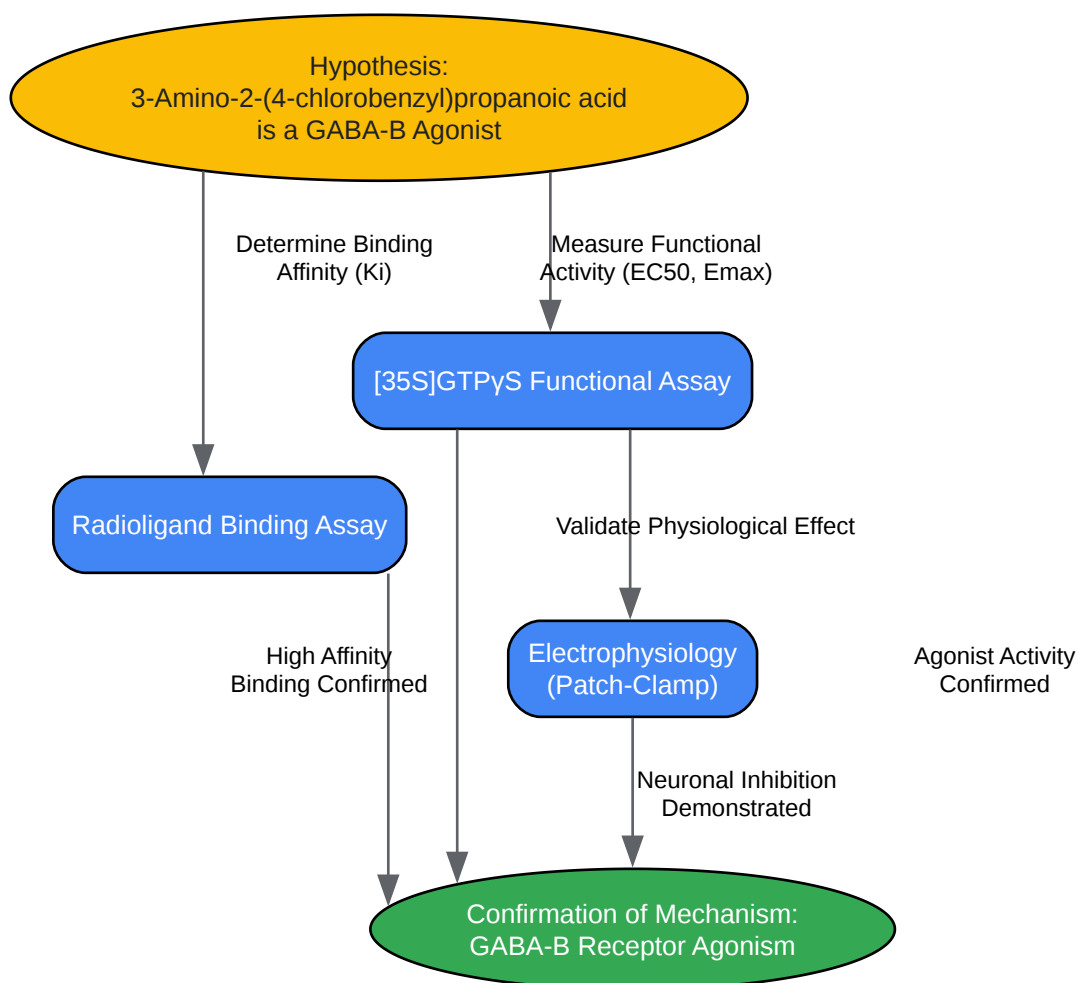 Hypothesis:
3-Amino-2-(4-chlorobenzyl)propanoic acid
is a GABA-B Agonist
Determine Binding
Affinity (Ki)
Measure Functional
Activity (EC50, Emax)
[35S]GTPγS Functional Assay
Radioligand Binding Assay
Validate Physiological Effect
High Affinity
Binding Confirmed
Electrophysiology
(Patch-Clamp)
Agonist Activity
Confirmed
Neuronal Inhibition
Demonstrated
Confirmation of Mechanism:
GABA-B Receptor Agonism